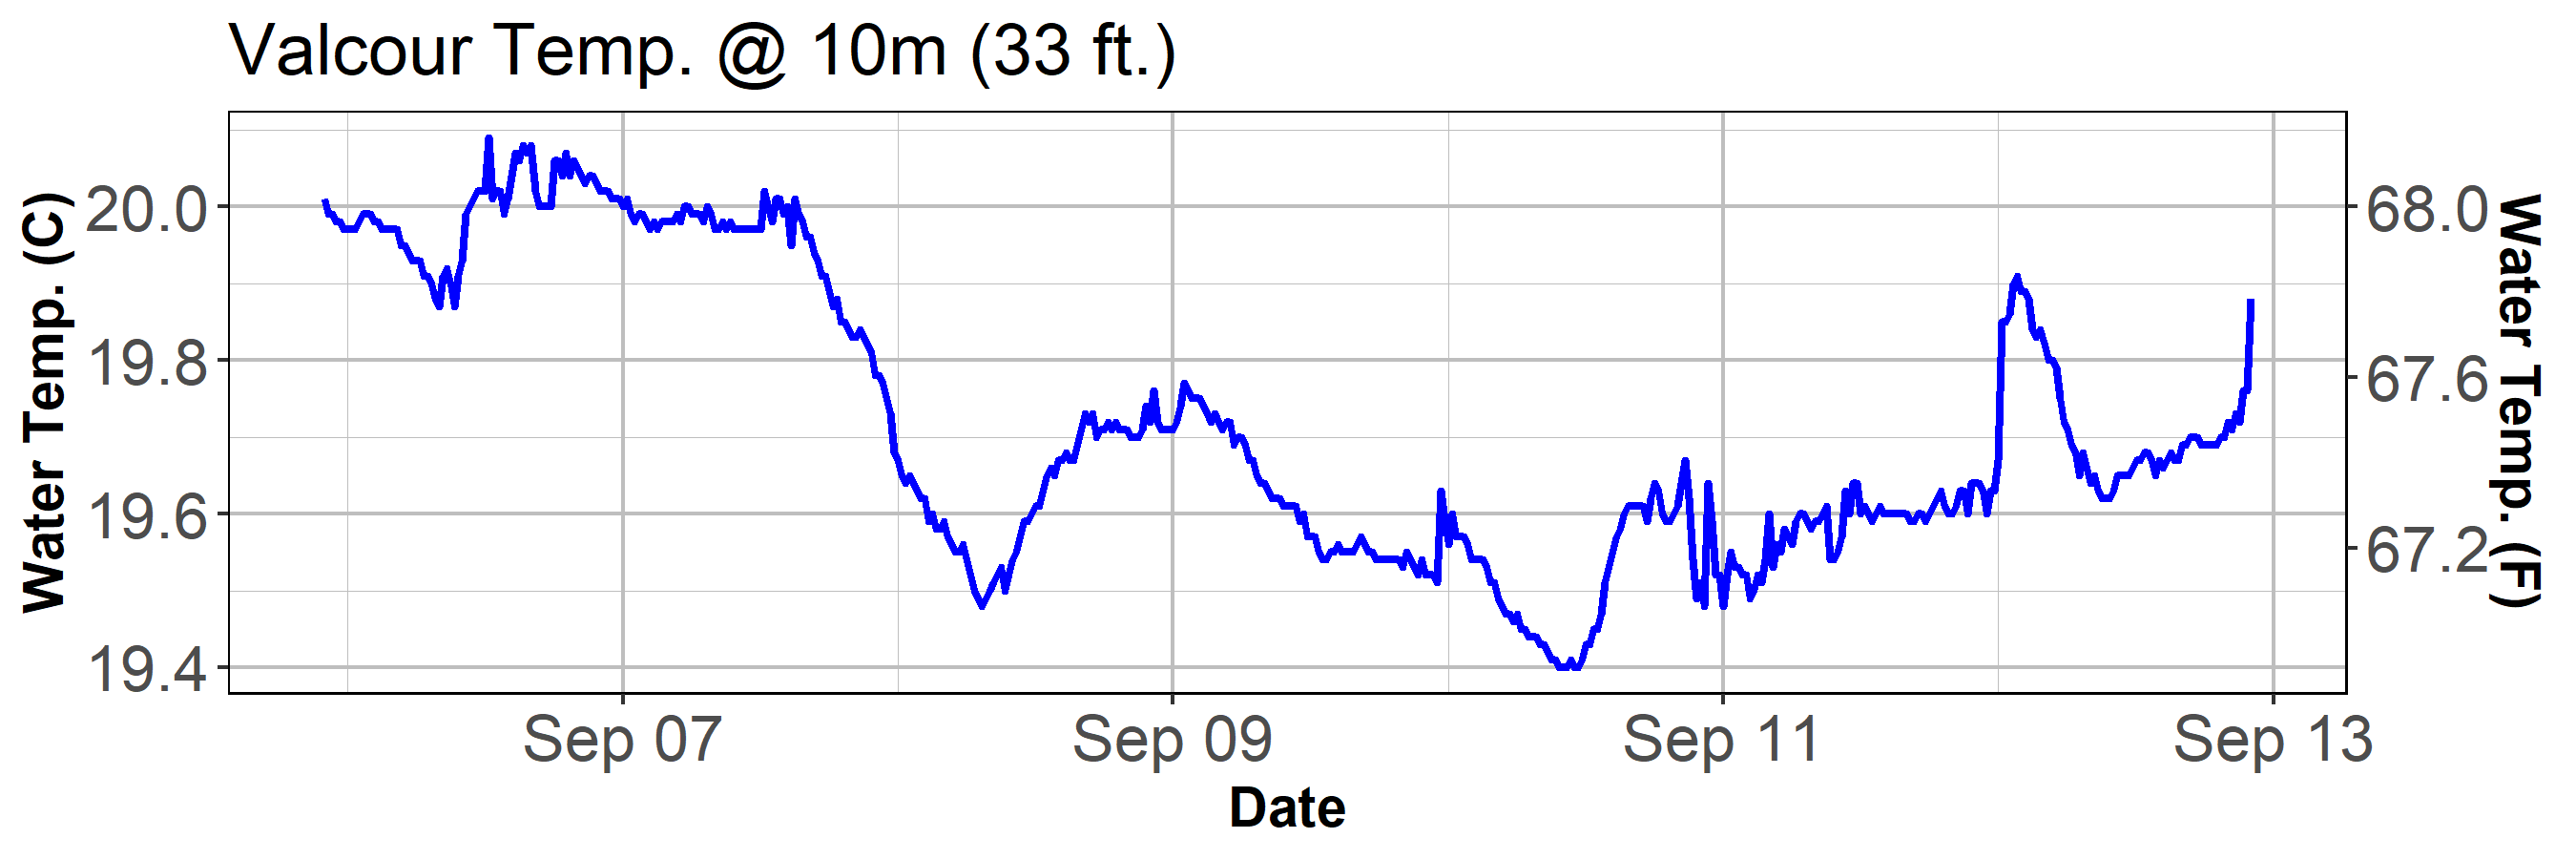 Valcour Temp. @ 10m (33 ft.)
Water Temp. (C)
20.0
19.8
19.6
19.4
68.0
67.6
67.2
Water Temp. (F)
Sep 07
Sep 09
Sep 11
Sep 13
Date